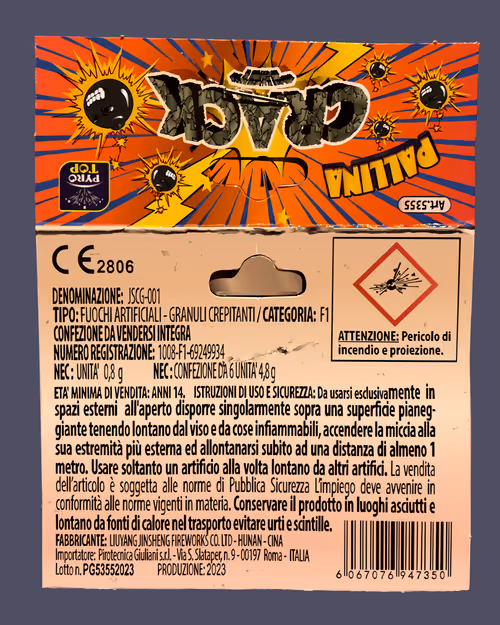 CRACK
PALLINA
PYRO
TOP
Art.5355
CE 2806
DENOMINAZIONE: JSCG-001
TIPO: FUOCHI ARTIFICIALI - GRANULI CREPITANTI / CATEGORIA: F1
CONFEZIONE DA VENDERSI INTEGRA
NUMERO REGISTRAZIONE: 1008-F1-69249934
NEC: UNITA' 0,8 g NEC: CONFEZIONE DA 6 UNITA' 4,8 g
ATTENZIONE: Pericolo di
incendio e proiezione.
ETA' MINIMA DI VENDITA: ANNI 14. ISTRUZIONI DI USO E SICUREZZA: Da usarsi esclusivamente in
spazi esterni all'aperto disporre singolarmente sopra una superficie pianeg-
giante tenendo lontano dal viso e da cose infiammabili, accendere la miccia alla
sua estremità più esterna ed allontanarsi subito ad una distanza di almeno 1
metro. Usare soltanto un artificio alla volta lontano da altri artifici. La vendita
dell'articolo è soggetta alle norme di Pubblica Sicurezza L'impiego deve avvenire in
conformità alle norme vigenti in materia. Conservare il prodotto in luoghi asciutti e
lontano da fonti di calore nel trasporto evitare urti e scintille.
FABBRICANTE: LIUYANG JINSHENG FIREWORKS CO. LTD - HUNAN - CINA
Importatore: Pirotecnica Giuliani s.r.l. - Via S. Slataper, n. 9 - 00197 Roma - ITALIA
Lotto n. PG53552023 PRODUZIONE: 2023
6 067076 947350